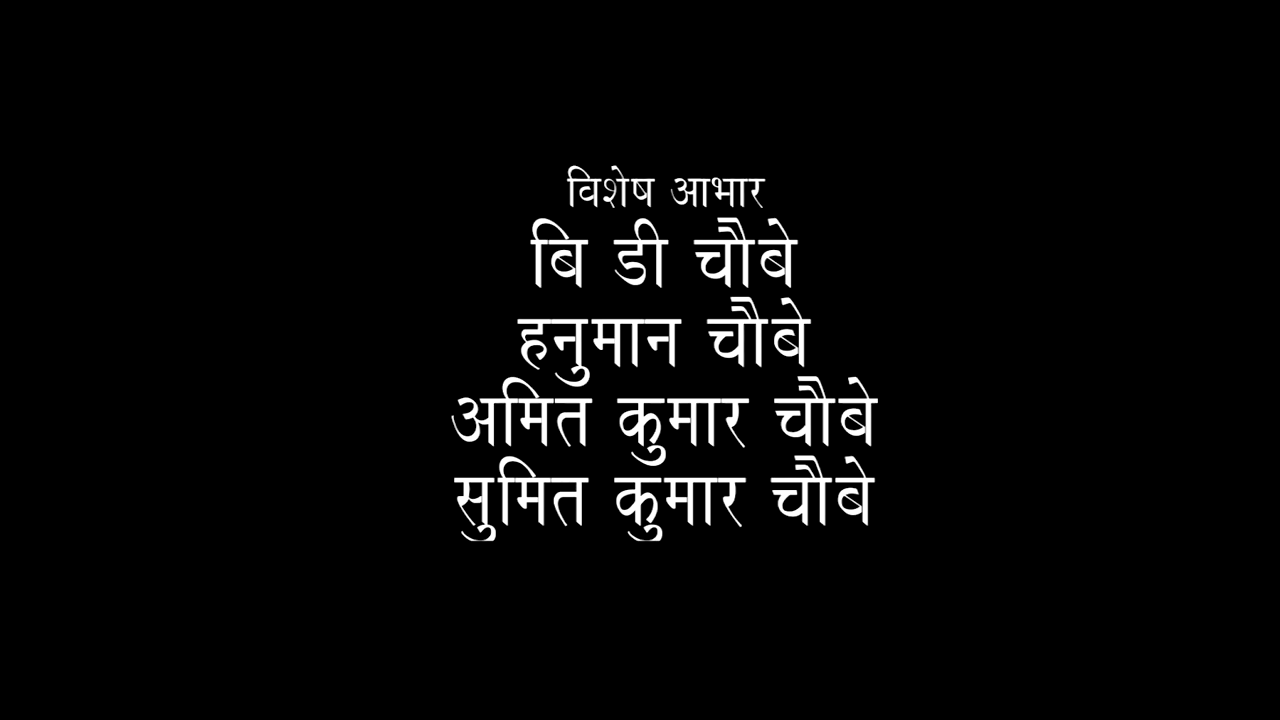 विशेष आभार
बि डी चौबे
हनुमान चौबे
अमित कुमार चौबे
सुमित कुमार चौबे